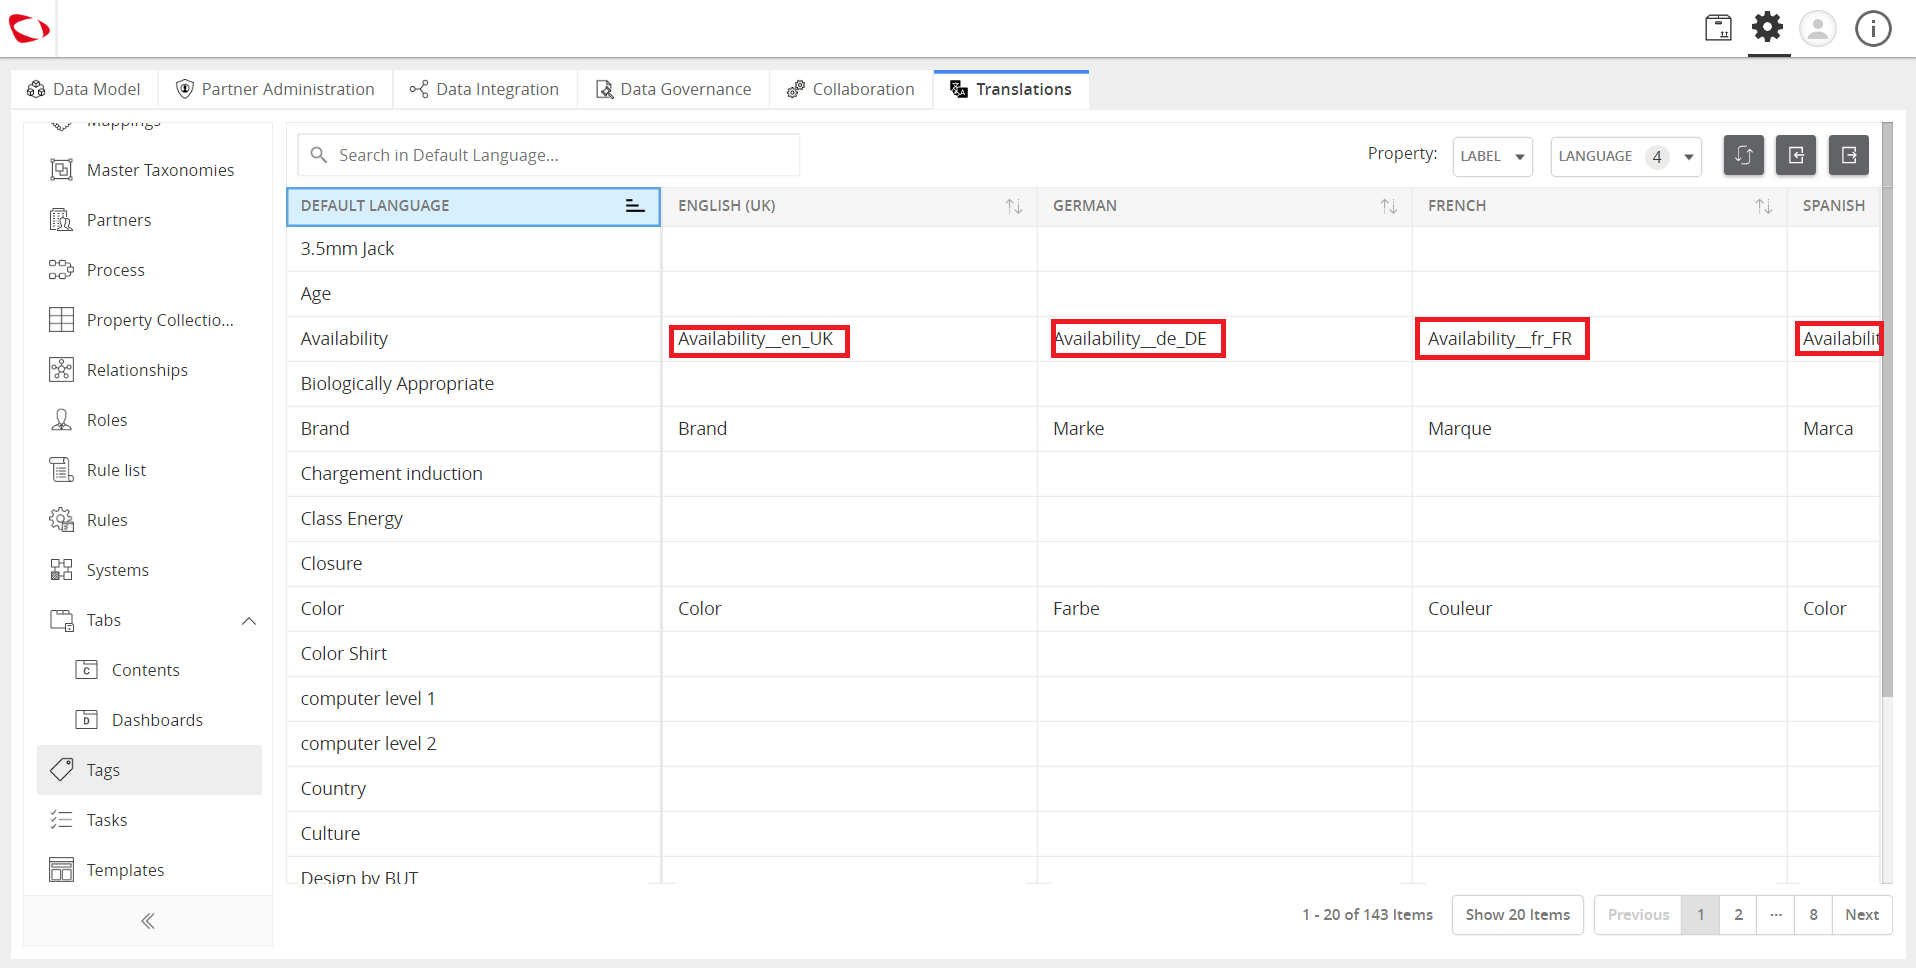 Data Model
Partner Administration
Data Integration
Data Governance
Collaboration
Translations
Mappings
Master Taxonomies
Partners
Process
Property Collectio...
Relationships
Roles
Rule list
Rules
Systems
Tabs
Contents
Dashboards
Tags
Tasks
Templates
Search in Default Language...
Property:
LABEL
LANGUAGE 4
DEFAULT LANGUAGE ENGLISH (UK) GERMAN FRENCH SPANISH
3.5mm Jack
Age
Availability Availability__en_UK Availability__de_DE Availability__fr_FR Availabilit
Biologically Appropriate
Brand Brand Marke Marque Marca
Chargement induction
Class Energy
Closure
Color Color Farbe Couleur Color
Color Shirt
computer level 1
computer level 2
Country
Culture
Design by BUT
1 - 20 of 143 Items
Show 20 Items
Previous 1 2 ... 8 Next